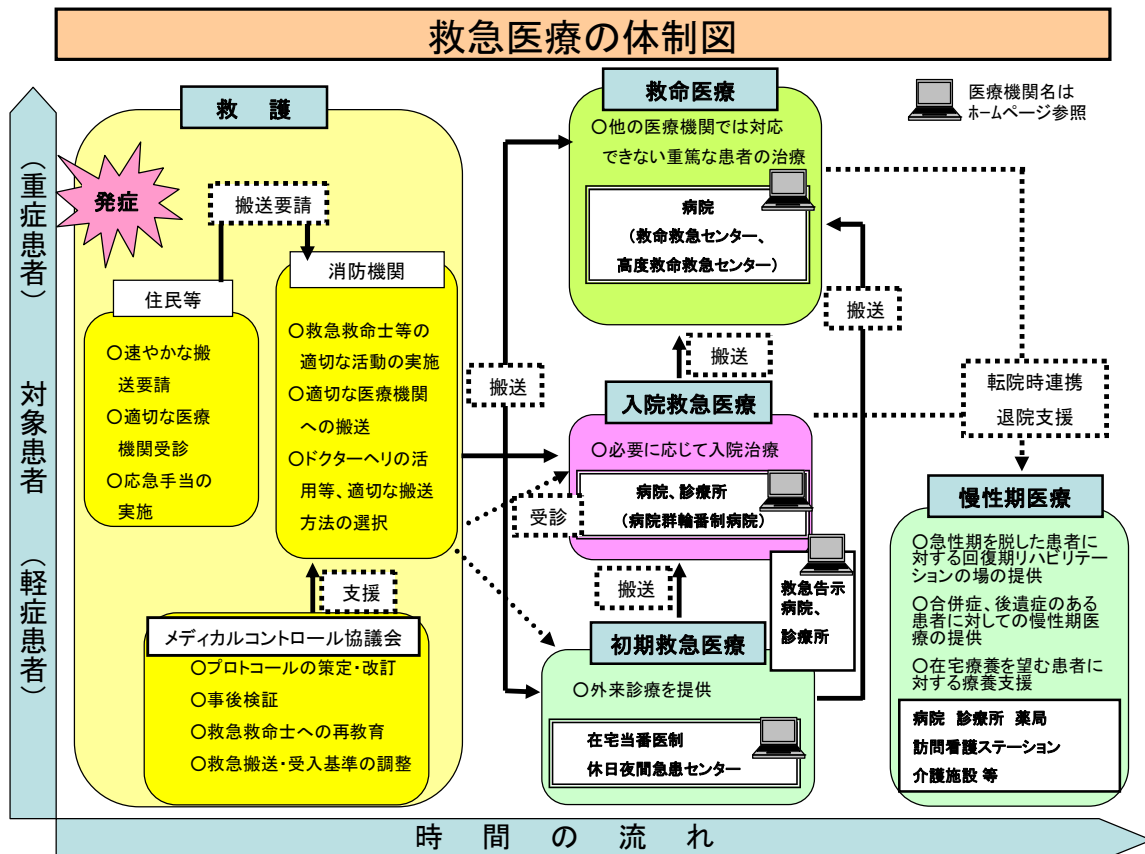 救急医療の体制図
医療機関名は
ホームページ参照
(重症患者)
対象患者
(軽症患者)
時間の流れ
救護
発症
搬送要請
住民等
○速やかな搬
送要請
○適切な医療
機関受診
○応急手当の
実施
消防機関
○救急救命士等の
適切な活動の実施
○適切な医療機関
への搬送
○ドクターヘリの活
用等、適切な搬送
方法の選択
支援
メディカルコントロール協議会
○プロトコールの策定・改訂
○事後検証
○救急救命士への再教育
○救急搬送・受入基準の調整
搬送
受診
救命医療
○他の医療機関では対応
できない重篤な患者の治療
病院
(救命救急センター、
高度救命救急センター)
搬送
搬送
入院救急医療
○必要に応じて入院治療
病院、診療所
(病院群輪番制病院)
救急告示
病院、
診療所
搬送
初期救急医療
○外来診療を提供
在宅当番医制
休日夜間急患センター
転院時連携
退院支援
慢性期医療
○急性期を脱した患者に
対する回復期リハビリテー
ションの場の提供
○合併症、後遺症のある
患者に対しての慢性期医
療の提供
○在宅療養を望む患者に
対する療養支援
病院 診療所 薬局
訪問看護ステーション
介護施設 等